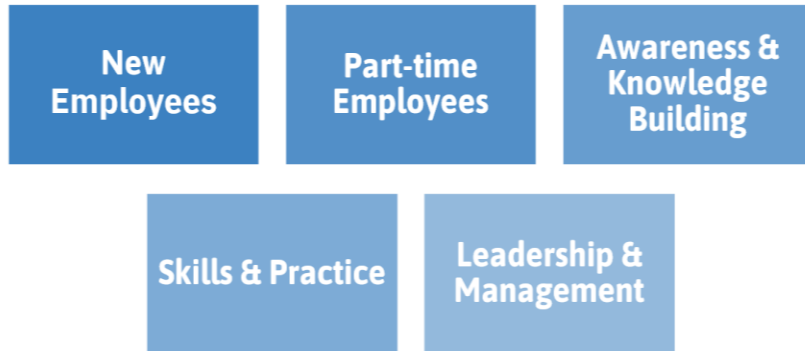 New
Employees
Part-time
Employees
Awareness &
Knowledge
Building
Skills & Practice
Leadership &
Management